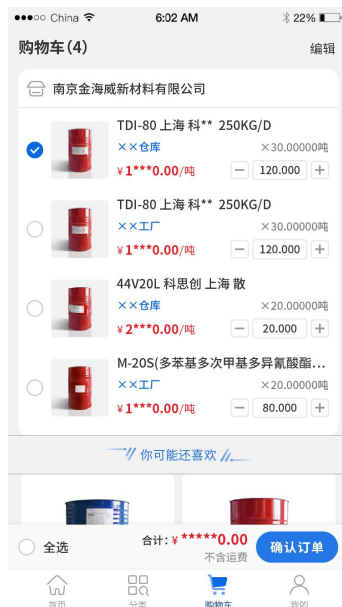 China
6:02 AM
22%
购物车(4)
编辑
南京金海威新材料有限公司
TDI-80 上海 科** 250KG/D
××仓库
×30.00000吨
¥1***0.00/吨
120.000
TDI-80 上海 科** 250KG/D
××工厂
×30.00000吨
¥1***0.00/吨
120.000
44V20L 科思创 上海 散
××仓库
×20.00000吨
¥2***0.00/吨
20.000
M-20S(多苯基多次甲基多异氰酸酯...
××工厂
×20.00000吨
¥1***0.00/吨
80.000
你可能还喜欢
全选
合计: ¥*****0.00
不含运费
确认订单
首页
分类
购物车
我的